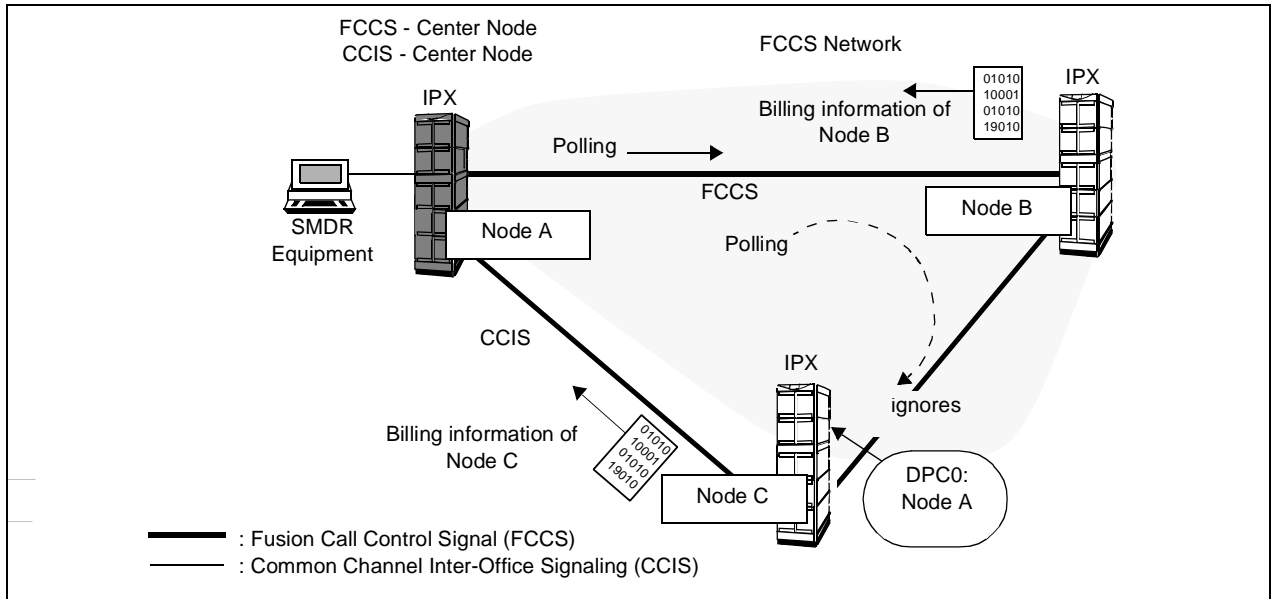 FCCS - Center Node
CCIS - Center Node
FCCS Network
IPX
IPX
01010
10001
01010
19010
Billing information of
Node B
Polling
FCCS
SMDR
Equipment
Node A
Node B
Polling
CCIS
IPX
ignores
Billing information of
Node C
01010
10001
01010
19010
Node C
DPC0:
Node A
: Fusion Call Control Signal (FCCS)
: Common Channel Inter-Office Signaling (CCIS)